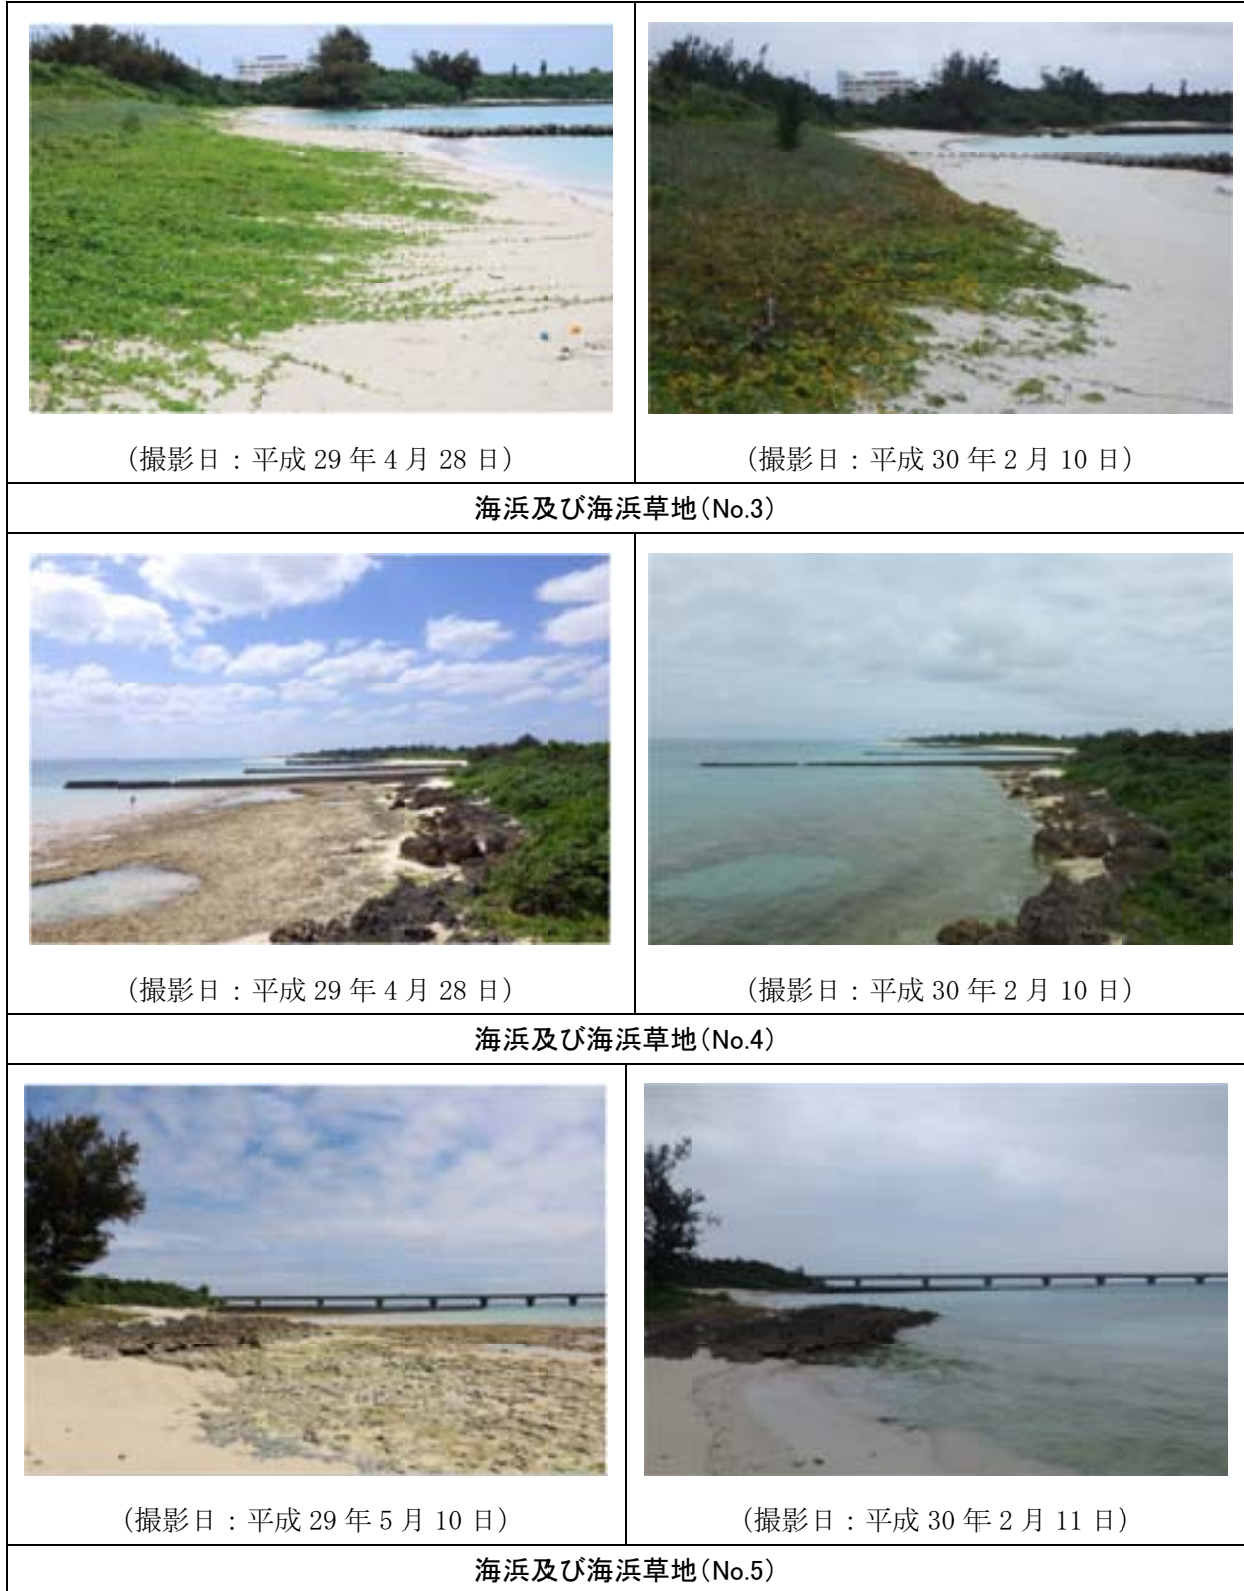 (撮影日：平成 29 年 4 月 28 日)
(撮影日：平成 30 年 2 月 10 日)
海浜及び海浜草地(No.3)
(撮影日：平成 29 年 4 月 28 日)
(撮影日：平成 30 年 2 月 10 日)
海浜及び海浜草地(No.4)
(撮影日：平成 29 年 5 月 10 日)
(撮影日：平成 30 年 2 月 11 日)
海浜及び海浜草地(No.5)